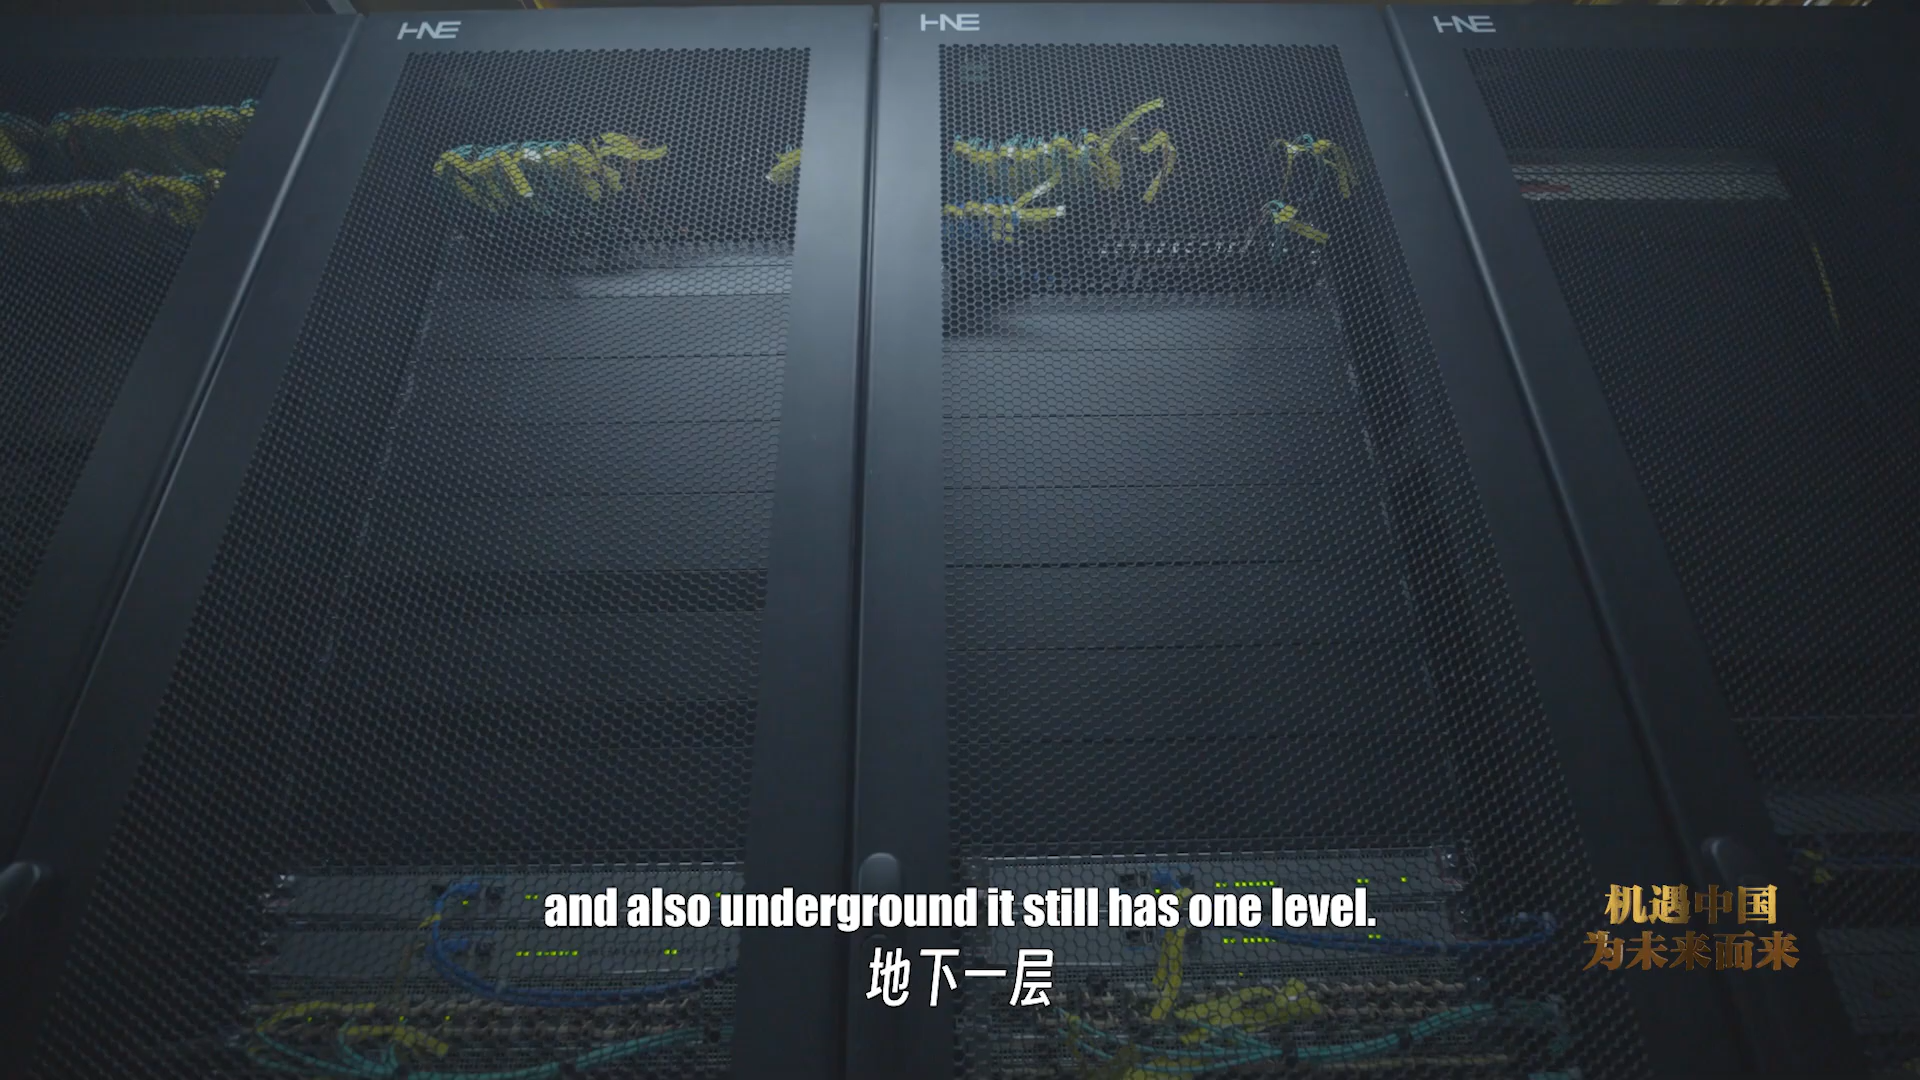 HNE
HNE
HNE
and also underground it still has one level.
地下一层
机遇中国
为未来而来